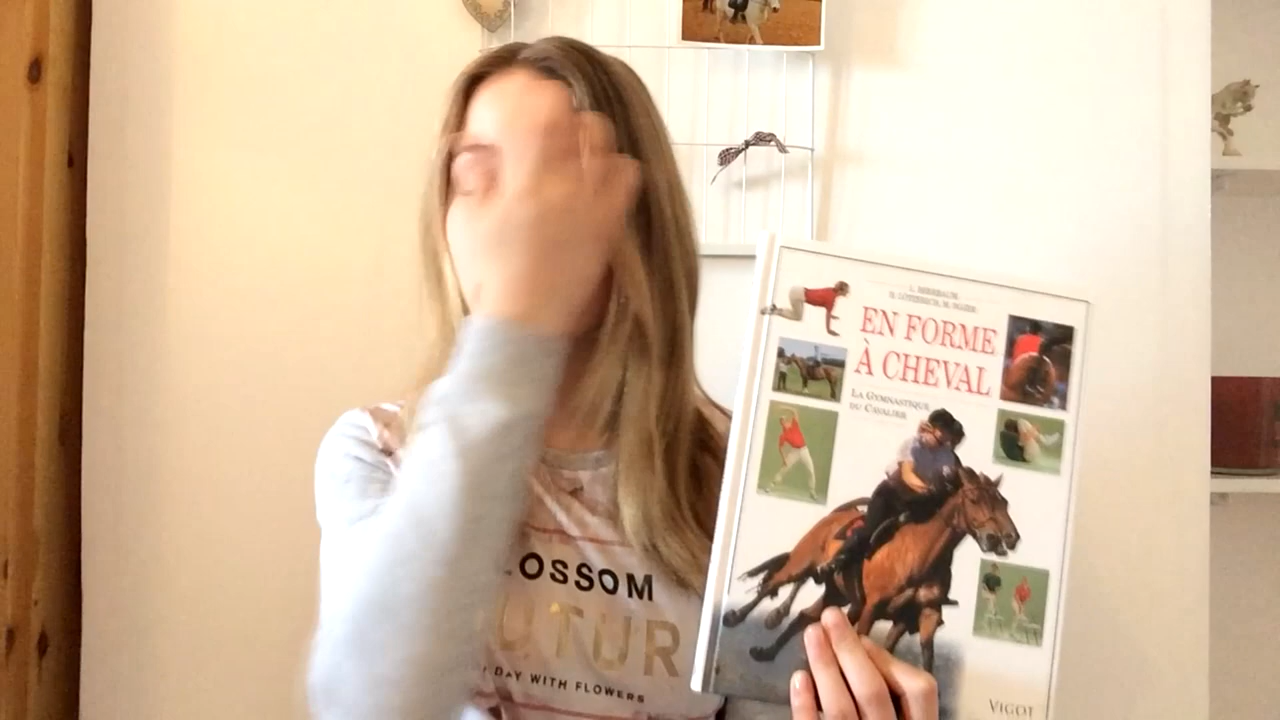 EN FORME
À CHEVAL
LA GYMNASTIQUE
DU CAVALIER
VIGOT
LOSSOM
UTUR
DAY WITH FLOWERS